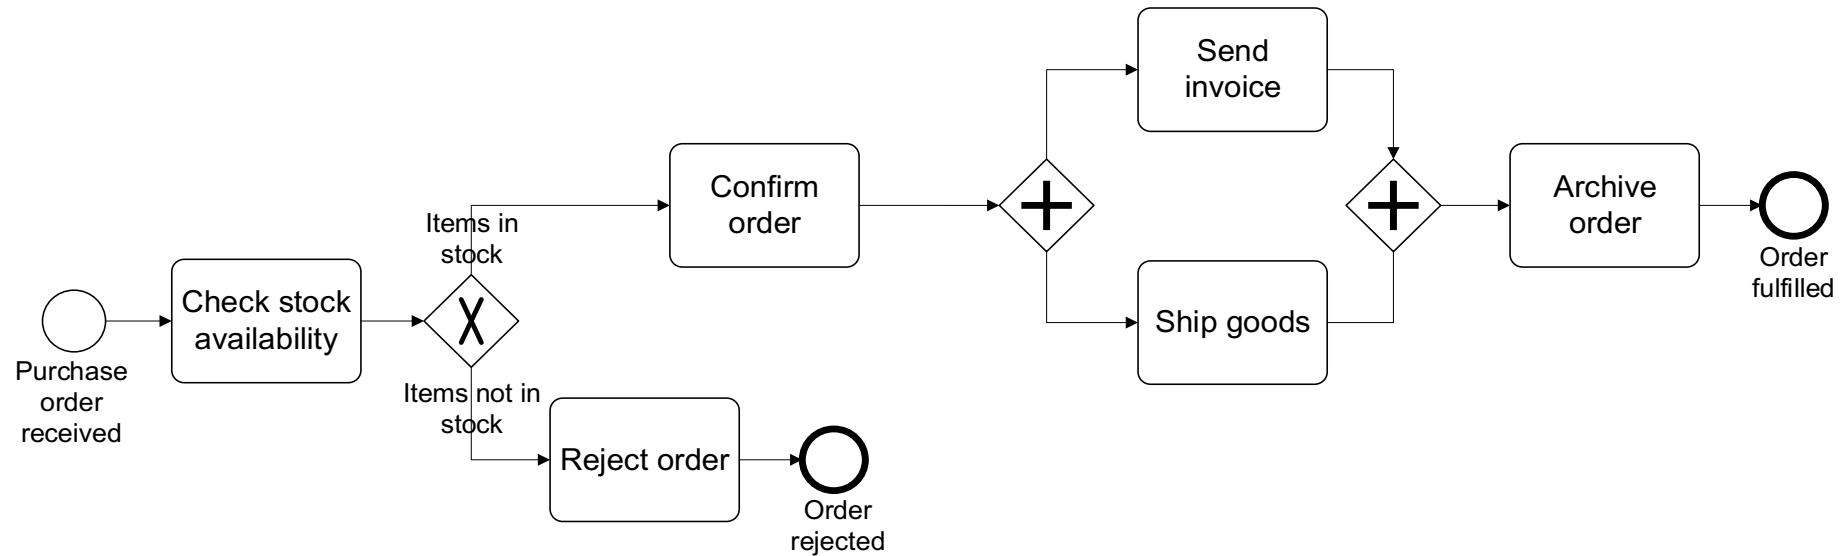 Purchase
order
received
Check stock
availability
Items in
stock
Items not in
stock
Confirm
order
Reject order
Order
rejected
Send
invoice
Ship goods
Archive
order
Order
fulfilled